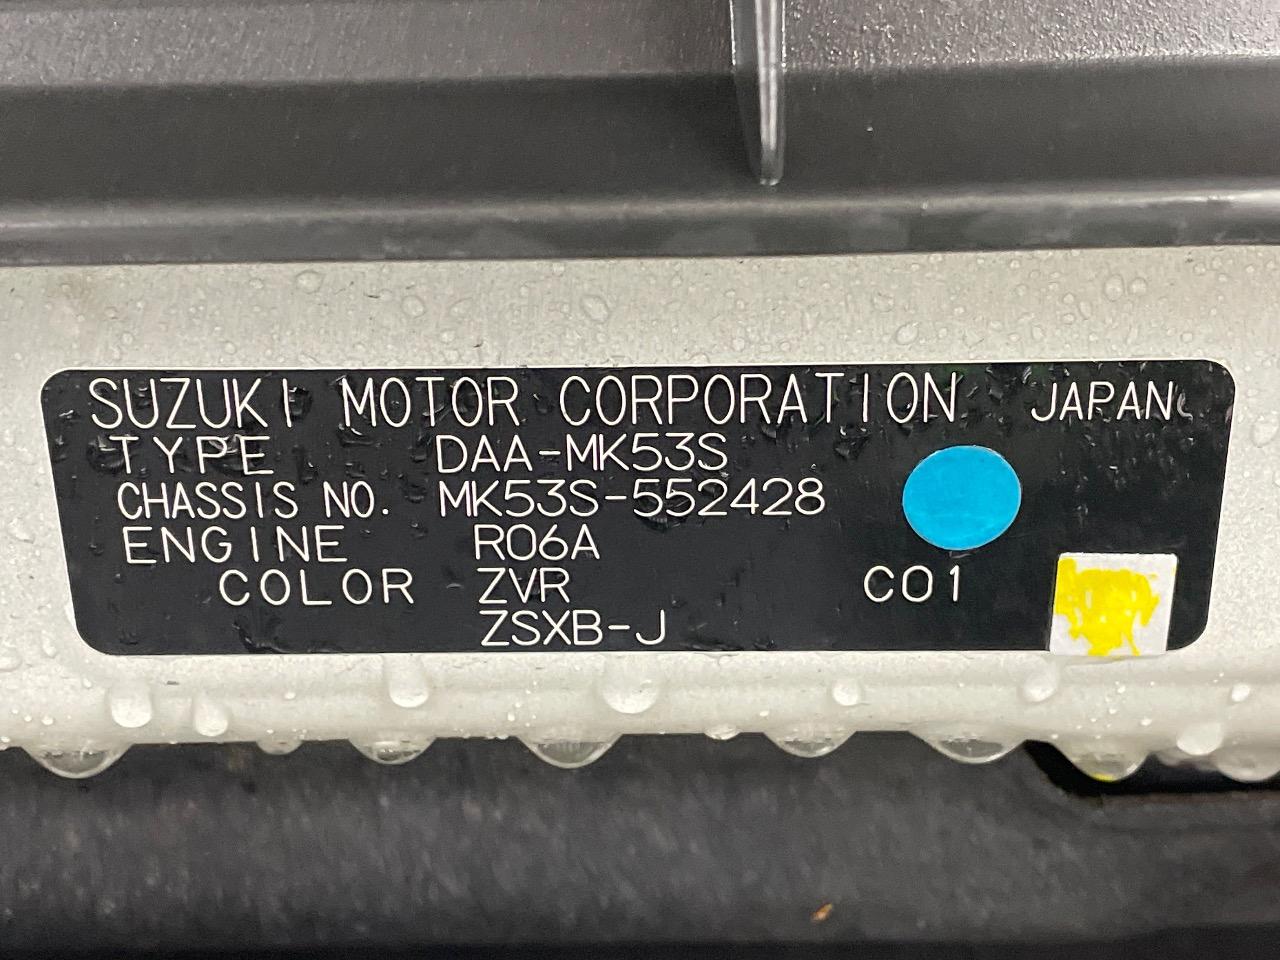 SUZUKI MOTOR CORPORATION JAPAN
TYPE DAA-MK53S
CHASSIS NO. MK53S-552428
ENGINE R06A
COLOR ZVR C01
ZSXB-J